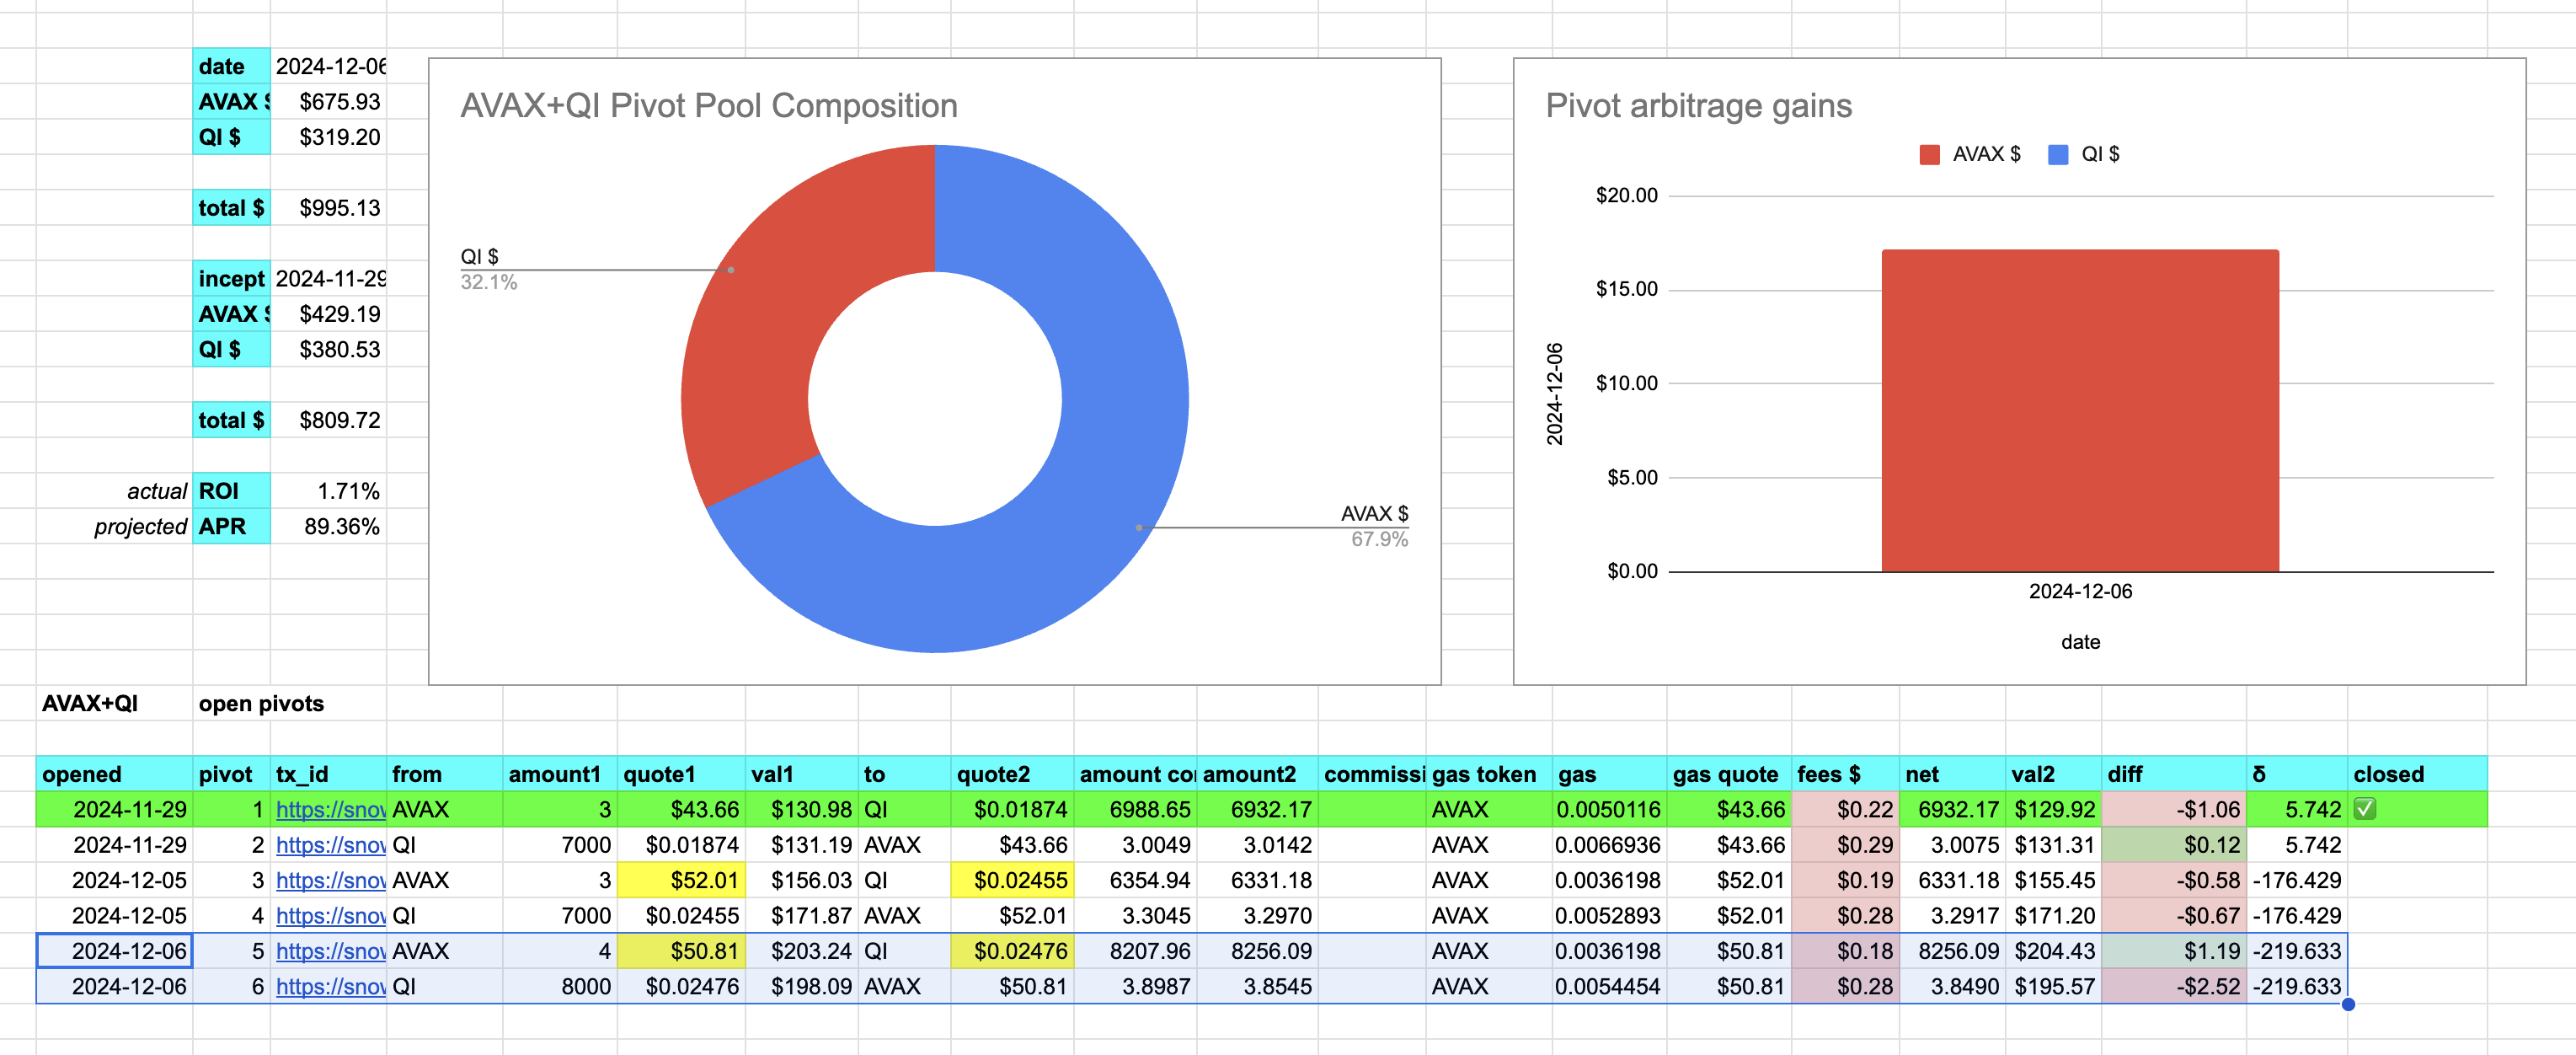 date 2024-12-06
AVAX $ $675.93
QI $ $319.20
total $ $995.13
incept 2024-11-29
AVAX $ $429.19
QI $ $380.53
total $ $809.72
actual ROI 1.71%
projected APR 89.36%
AVAX+QI Pivot Pool Composition
QI $
32.1%
AVAX $
67.9%
Pivot arbitrage gains
AVAX $ QI $
$20.00
$15.00
$10.00
$5.00
$0.00
2024-12-06
2024-12-06
date
AVAX+QI open pivots
opened pivot tx_id from amount1 quote1 val1 to quote2 amount co amount2 commissi gas token gas gas quote fees $ net val2 diff δ closed
2024-11-29 1 https://snov AVAX 3 $43.66 $130.98 QI $0.01874 6988.65 6932.17 AVAX 0.0050116 $43.66 $0.22 6932.17 $129.92 -$1.06 5.742 ✅
2024-11-29 2 https://snov QI 7000 $0.01874 $131.19 AVAX $43.66 3.0049 3.0142 AVAX 0.0066936 $43.66 $0.29 3.0075 $131.31 $0.12 5.742
2024-12-05 3 https://snov AVAX 3 $52.01 $156.03 QI $0.02455 6354.94 6331.18 AVAX 0.0036198 $52.01 $0.19 6331.18 $155.45 -$0.58 -176.429
2024-12-05 4 https://snov QI 7000 $0.02455 $171.87 AVAX $52.01 3.3045 3.2970 AVAX 0.0052893 $52.01 $0.28 3.2917 $171.20 -$0.67 -176.429
2024-12-06 5 https://snov AVAX 4 $50.81 $203.24 QI $0.02476 8207.96 8256.09 AVAX 0.0036198 $50.81 $0.18 8256.09 $204.43 $1.19 -219.633
2024-12-06 6 https://snov QI 8000 $0.02476 $198.09 AVAX $50.81 3.8987 3.8545 AVAX 0.0054454 $50.81 $0.28 3.8490 $195.57 -$2.52 -219.633